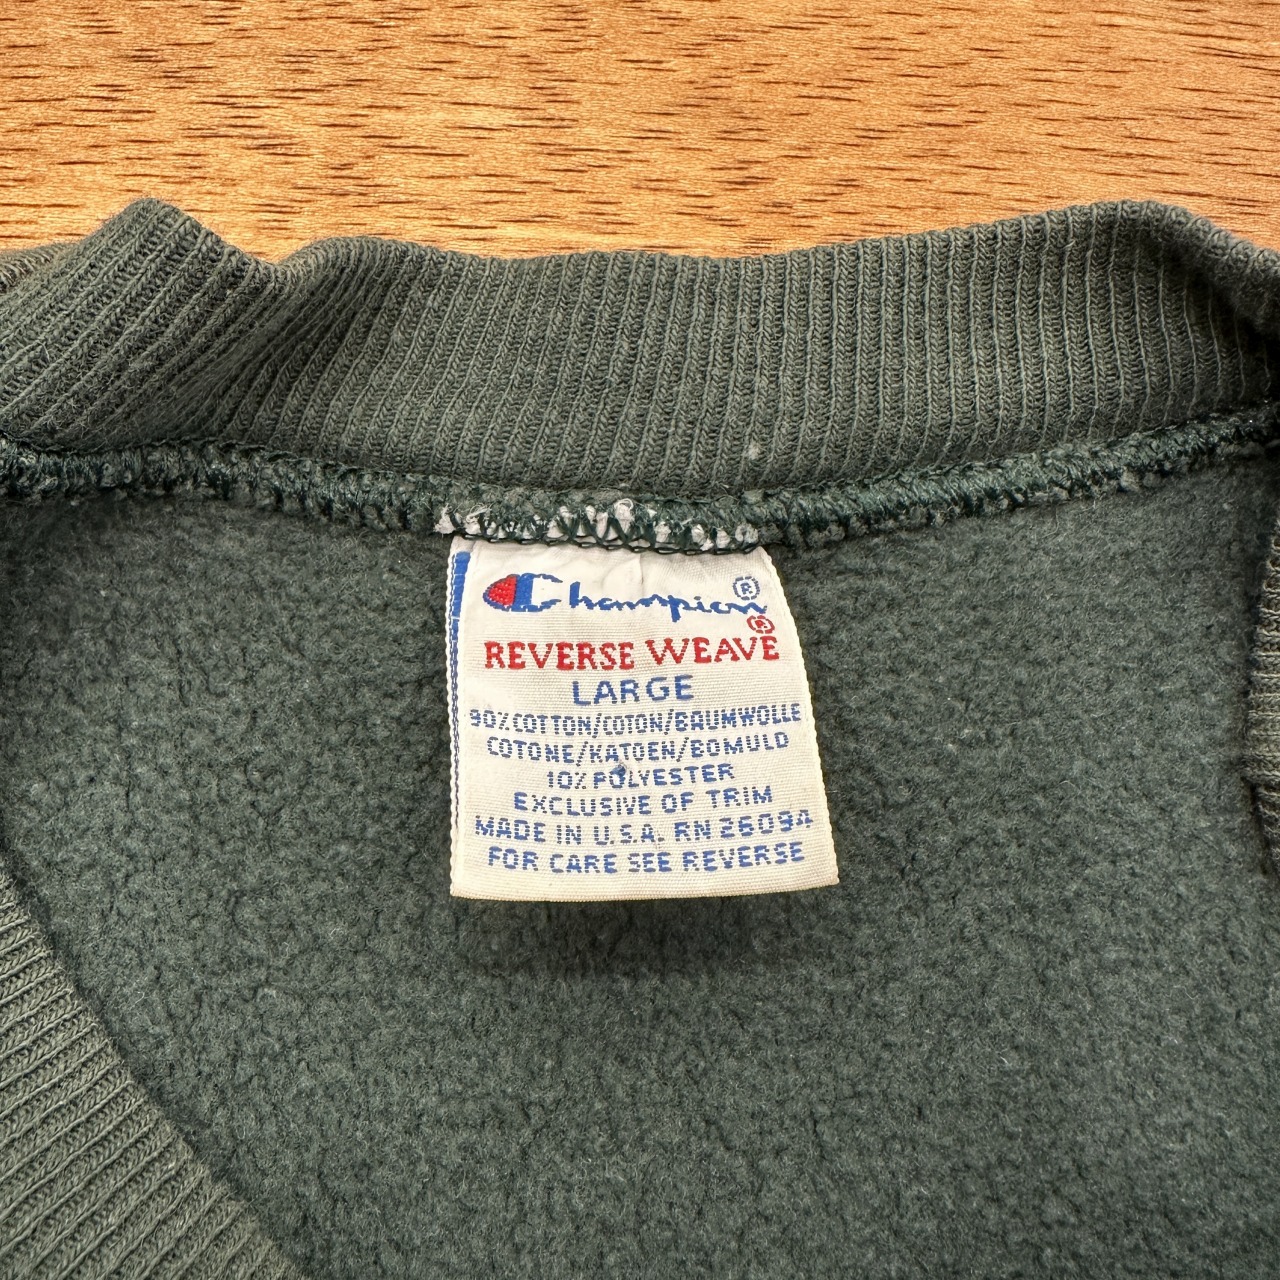 Champion®
REVERSE WEAVE®
LARGE
90% COTTON/COTON/BAUMWOLLE
COTONE/KATOEN/BOMULD
10% POLYESTER
EXCLUSIVE OF TRIM
MADE IN U.S.A. RN 26094
FOR CARE SEE REVERSE